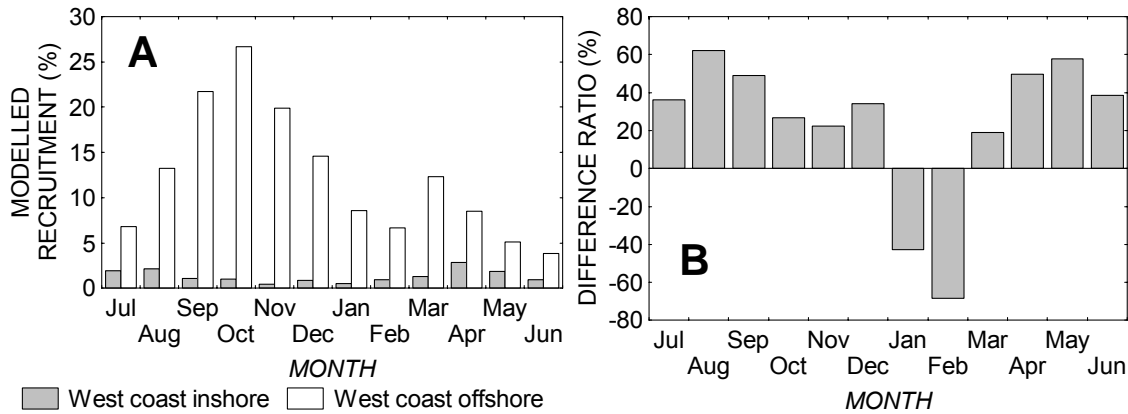 A
MODELLED
RECRUITMENT (%)
30
25
20
15
10
5
0
Jul Sep Nov Jan Mar May
Aug Oct Dec Feb Apr Jun
MONTH
West coast inshore West coast offshore
B
DIFFERENCE RATIO (%)
80
60
40
20
0
-20
-40
-60
-80
Jul Sep Nov Jan Mar May
Aug Oct Dec Feb Apr Jun
MONTH